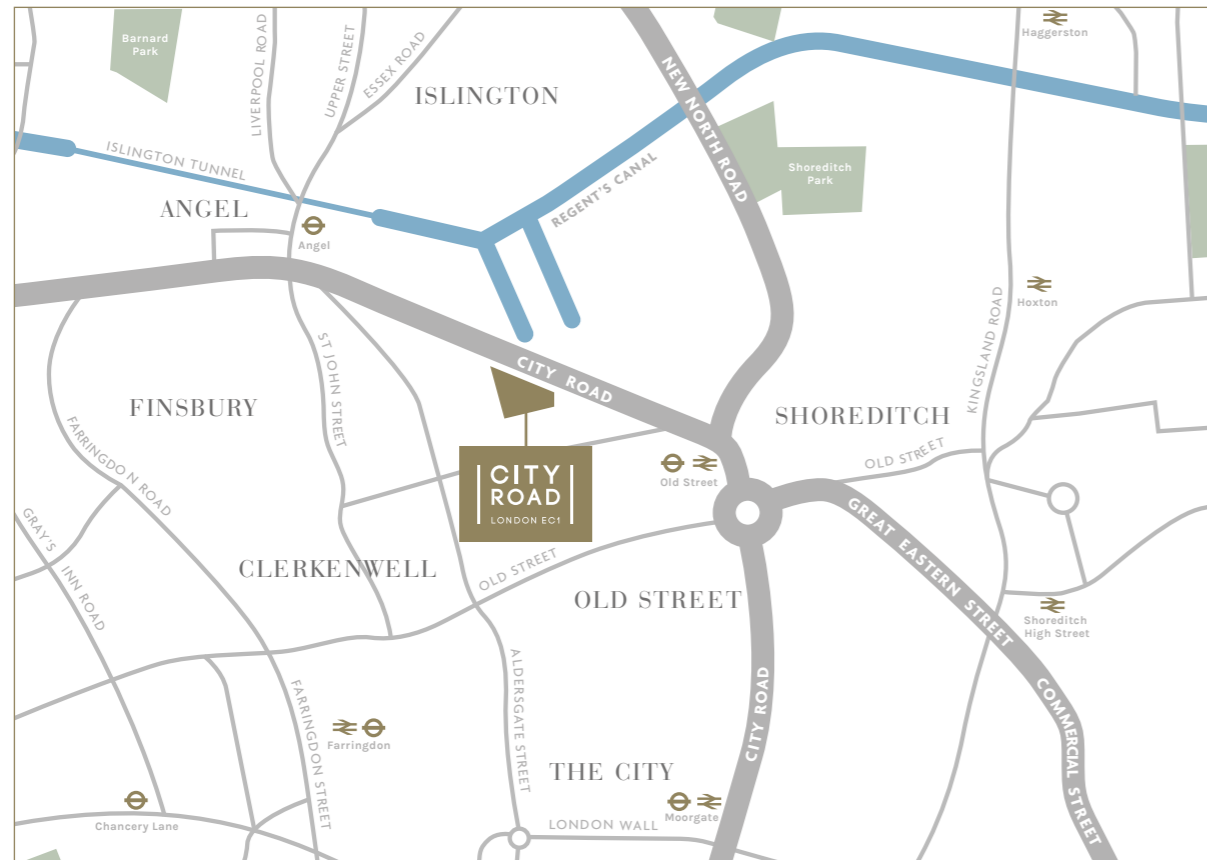 Haggerston
Barnard
Park
LIVERPOOL ROAD
UPPER STREET
ESSEX ROAD
ISLINGTON
NEW NORTH ROAD
ISLINGTON TUNNEL
REGENT'S CANAL
Shoreditch
Park
ANGEL
Angel
Hoxton
KINGSLAND ROAD
ST JOHN STREET
CITY ROAD
FINSBURY
SHOREDITCH
FARRINGDON ROAD
OLD STREET
Old Street
CITY
ROAD
LONDON EC1
GREAT EASTERN STREET
GRAY'S
INN ROAD
CLERKENWELL
OLD STREET
OLD STREET
Shoreditch
High Street
ALDERSGATE STREET
FARRINGDON STREET
CITY ROAD
COMMERCIAL STREET
Farringdon
THE CITY
Chancery Lane
Moorgate
LONDON WALL